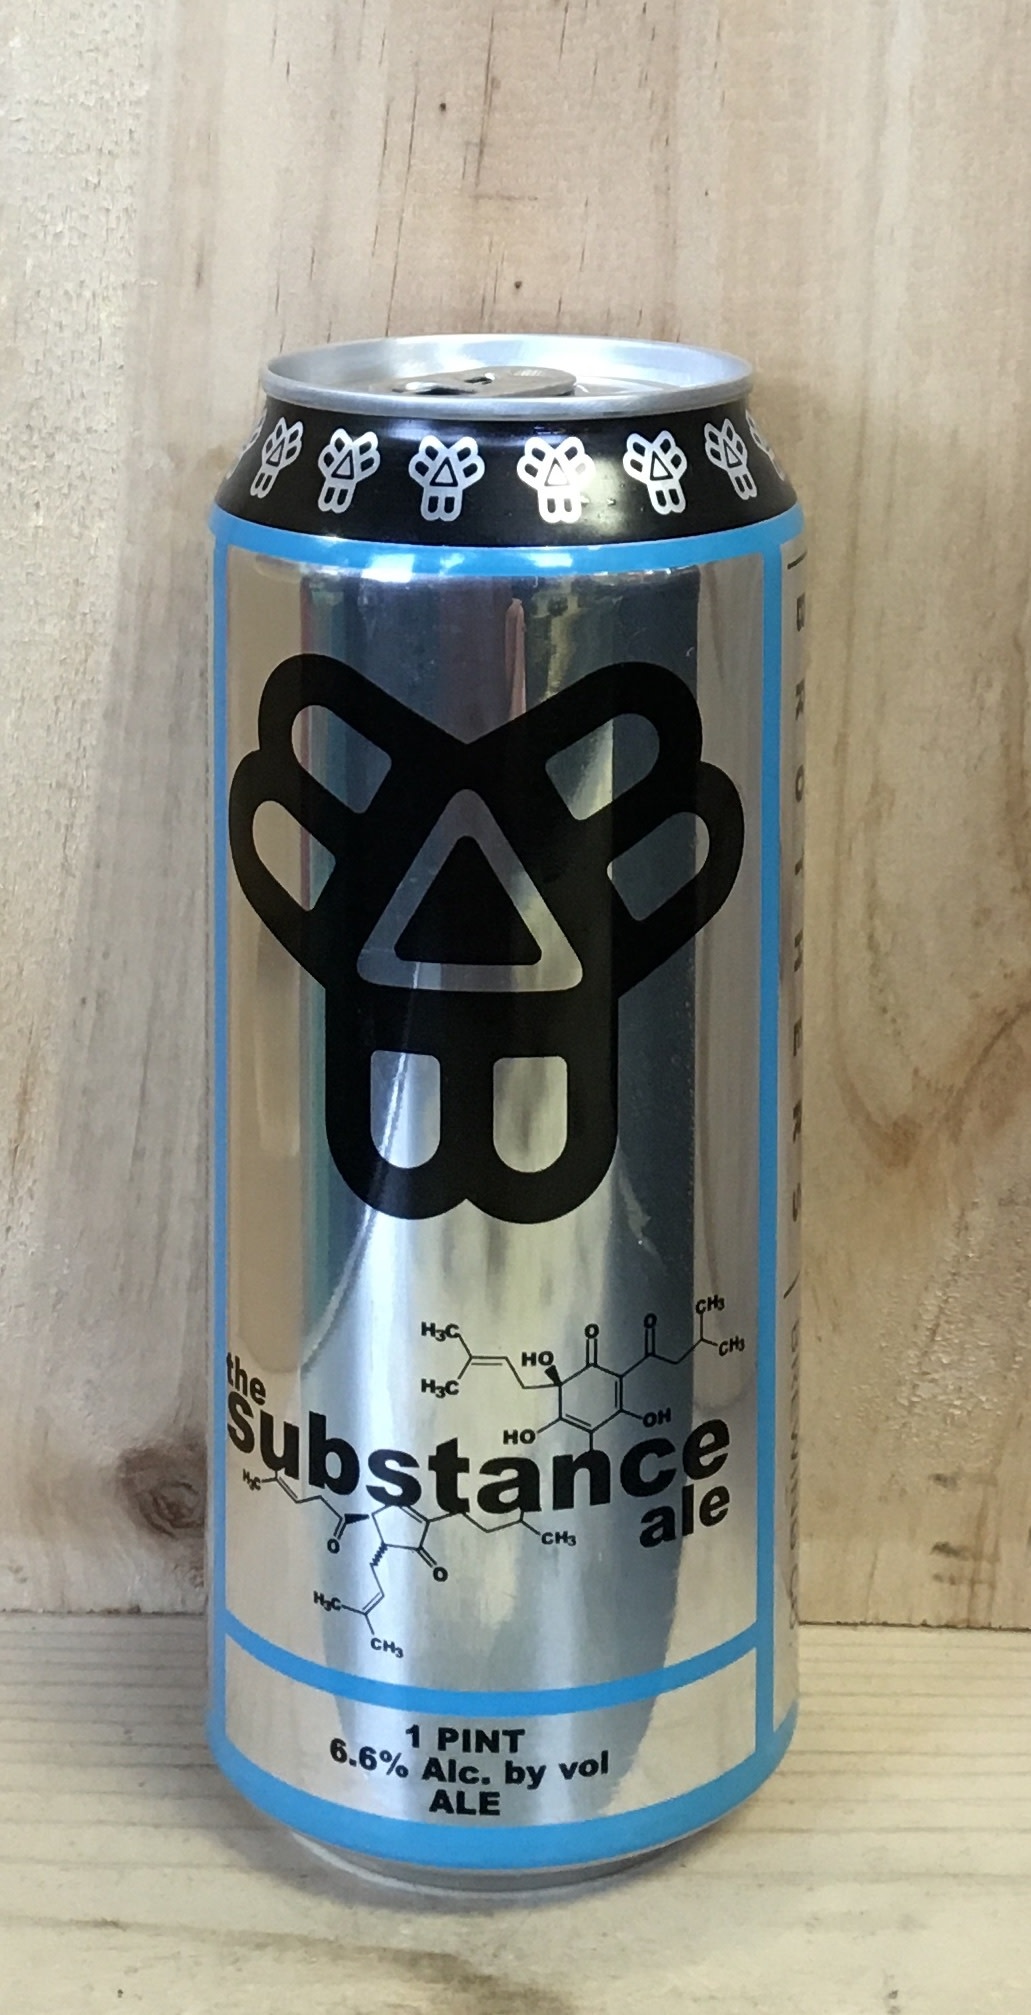 the
Substance
ale
H₃C
H₃C
HO
O
O
CH₃
CH₃
HO
OH
H₃C
O
O
CH₃
H₃C
CH₃
1 PINT
6.6% Alc. by vol
ALE
BROTHERS